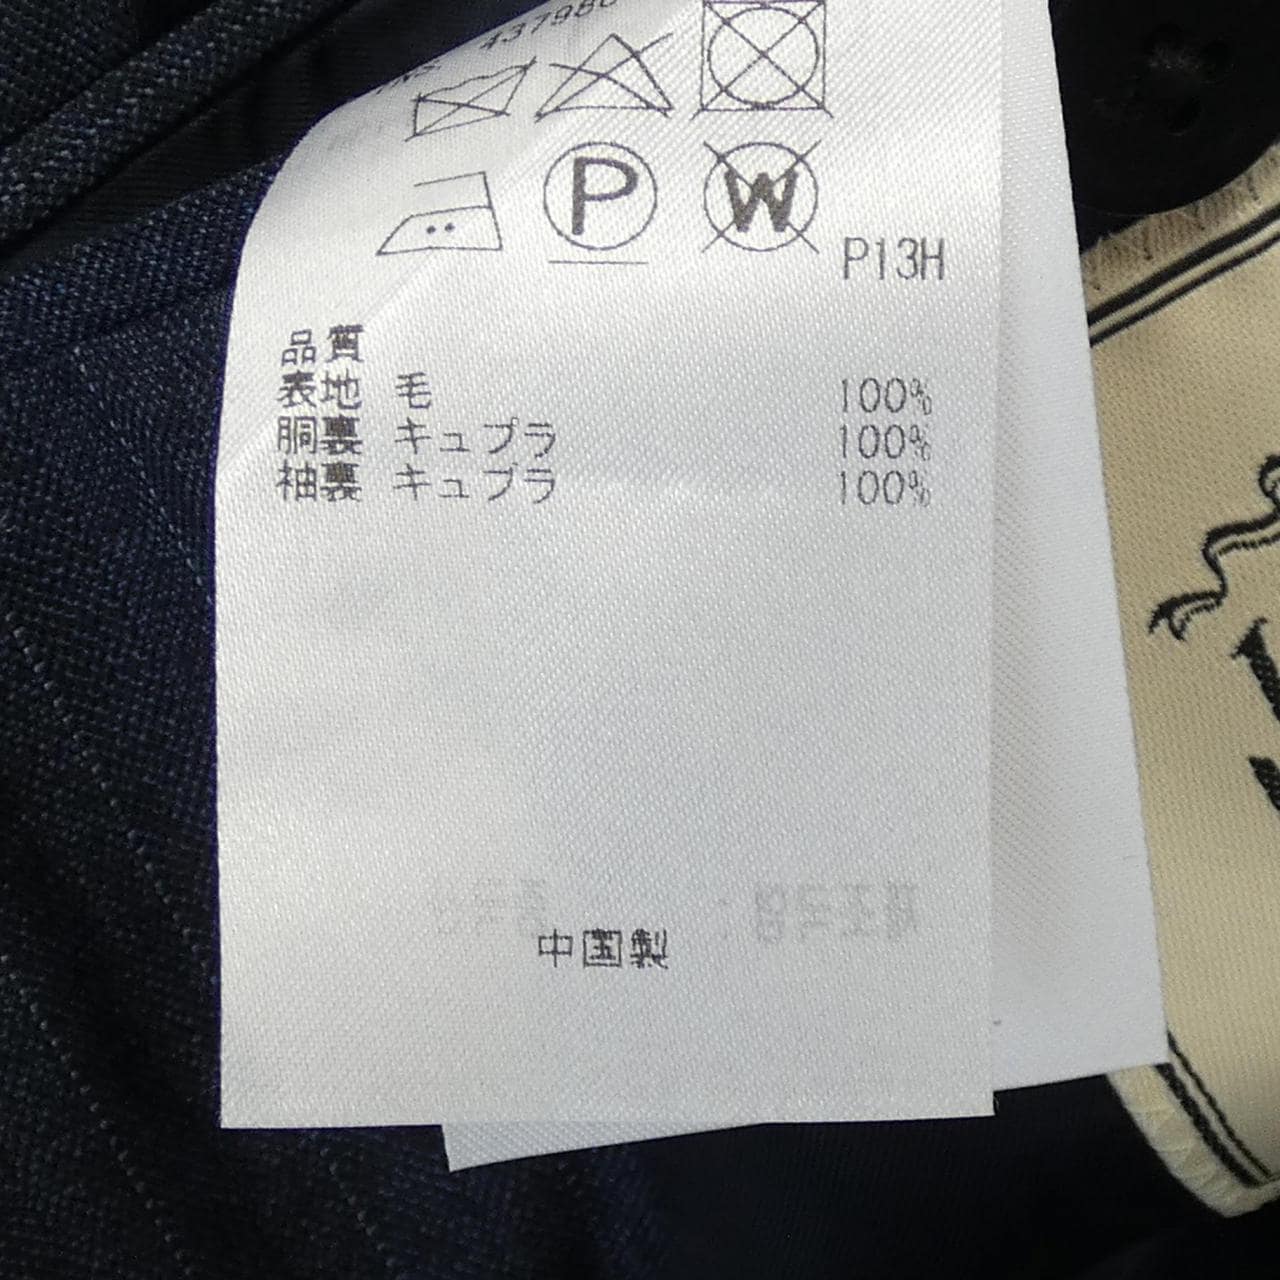 P
W
P13H
品質
表地 毛 100%
胴裏 キュプラ 100%
袖裏 キュプラ 100%
中国製